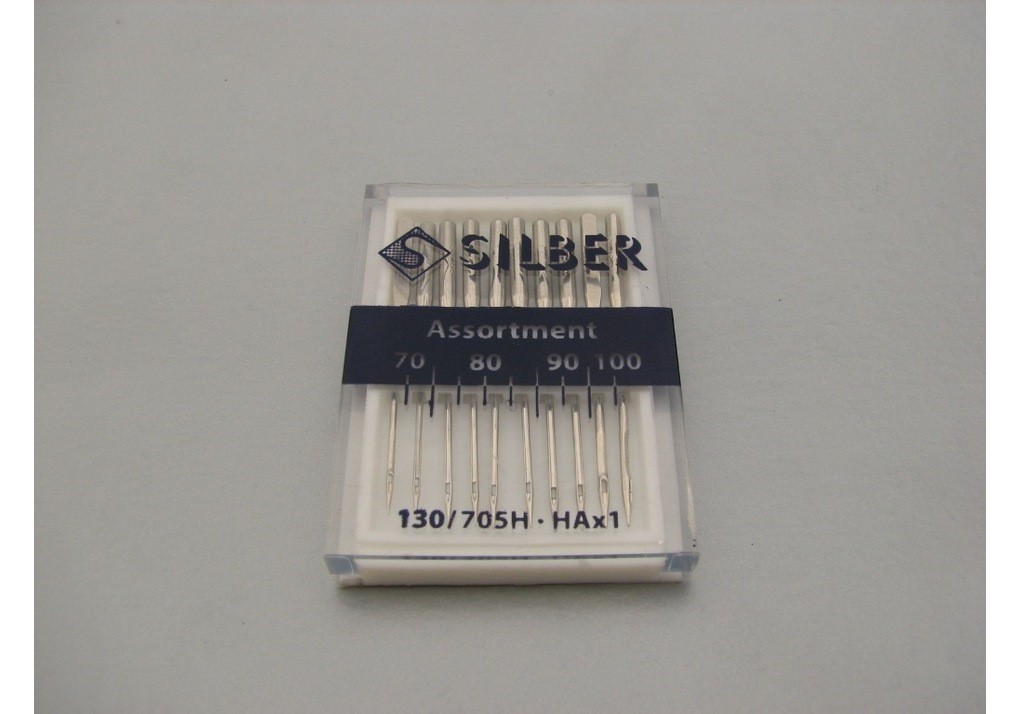 S SILBER
Assortment
70 80 90 100
130/705H · HAx1